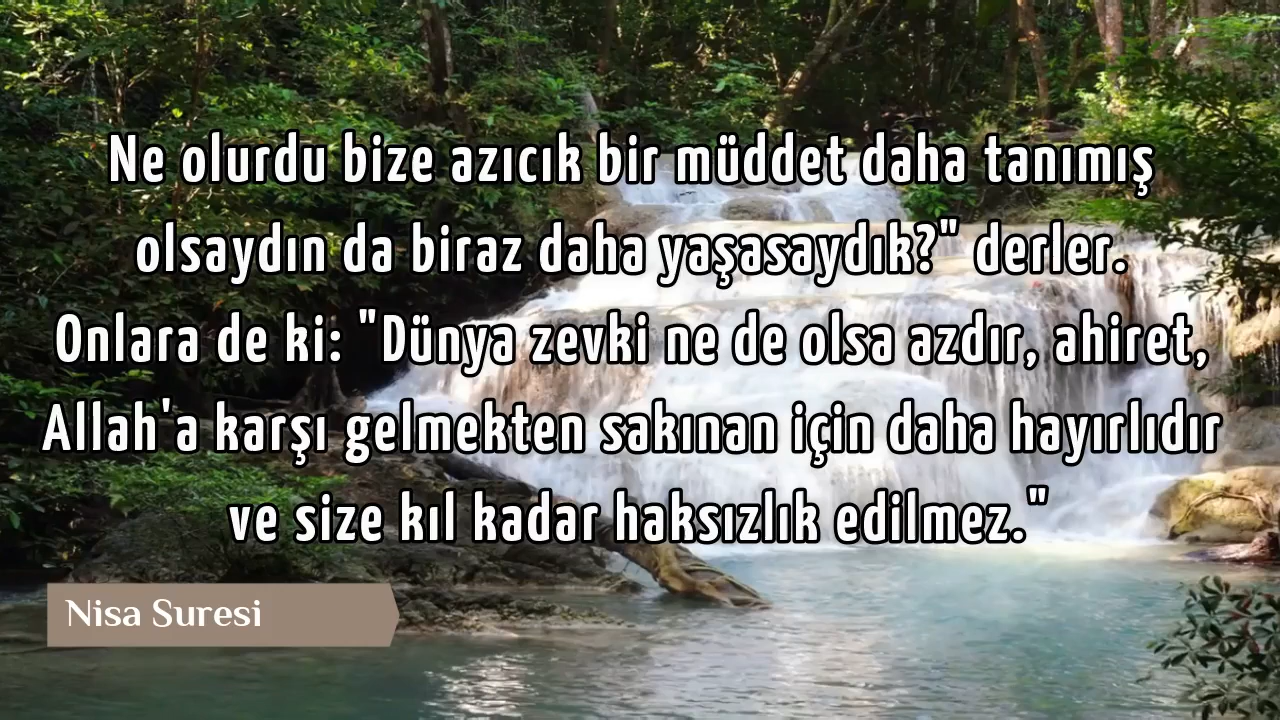 Ne olurdu bize azıcık bir müddet daha tanımış
olsaydın da biraz daha yaşasaydık?" derler.
Onlara de ki: "Dünya zevki ne de olsa azdır, ahiret,
Allah'a karşı gelmekten sakınan için daha hayırlıdır
ve size kıl kadar haksızlık edilmez."
Nisa Suresi